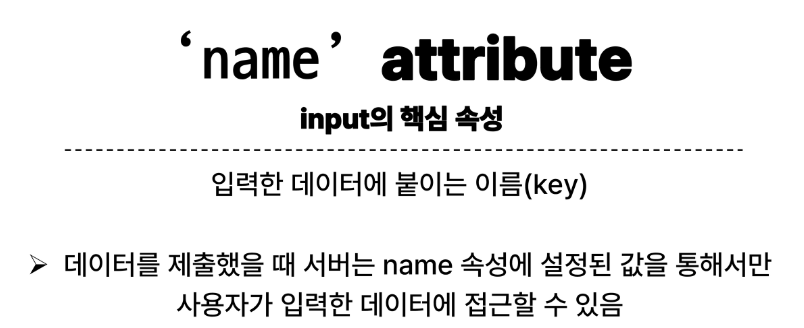 ‘name’ attribute
input의 핵심 속성
입력한 데이터에 붙이는 이름(key)
➢ 데이터를 제출했을 때 서버는 name 속성에 설정된 값을 통해서만
사용자가 입력한 데이터에 접근할 수 있음